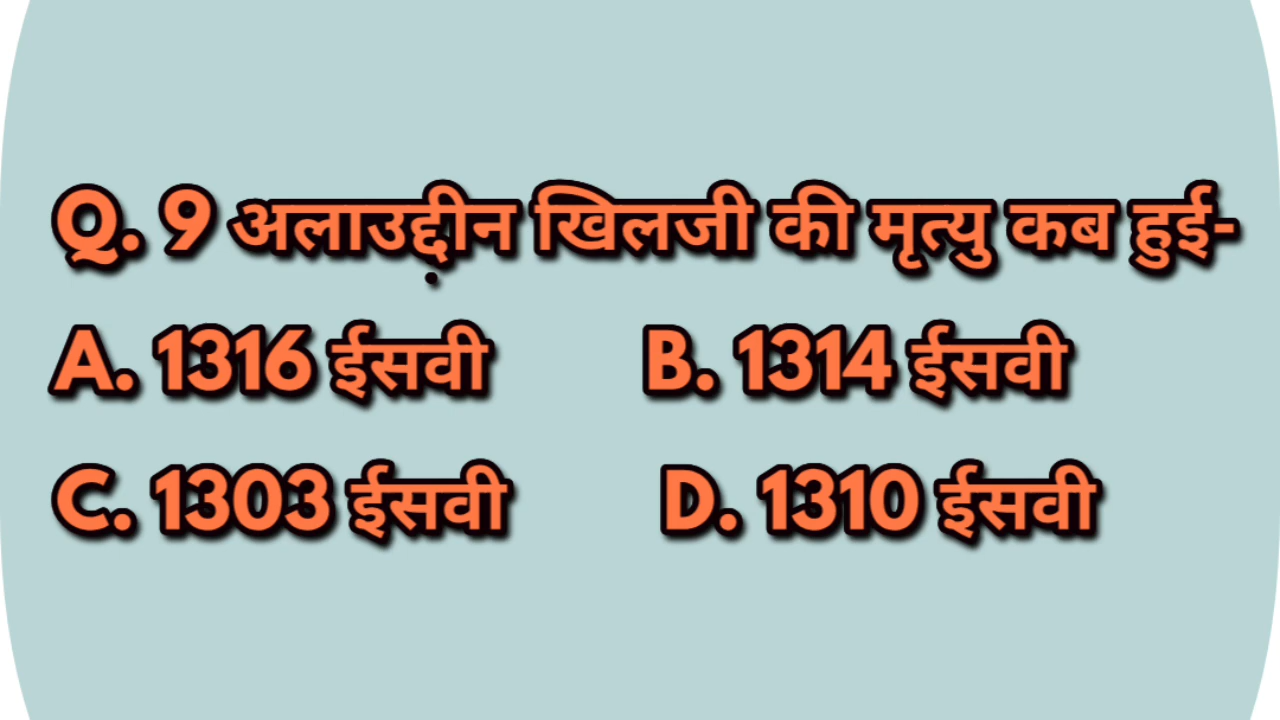 Q. 9 अलाउद्दीन खिलजी की मृत्यु कब हुई-
A. 1316 ईसवी B. 1314 ईसवी
C. 1303 ईसवी D. 1310 ईसवी